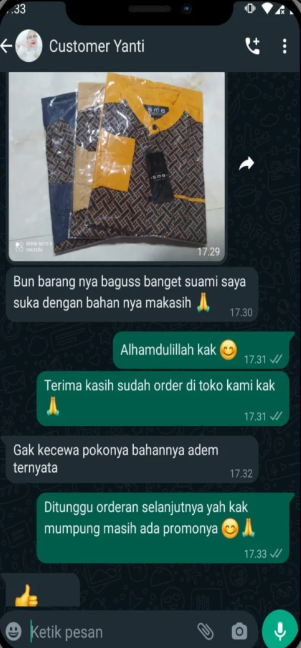 :33
Customer Yanti
17.29
Bun barang nya baguss banget suami saya
suka dengan bahan nya makasih 🙏
17.30
Alhamdulillah kak 😊
17.31
Terima kasih sudah order di toko kami kak
🙏
17.31
Gak kecewa pokonya bahannya adem
ternyata
17.32
Ditunggu orderan selanjutnya yah kak
mumpung masih ada promonya 😊🙏
17.33
👍
Ketik pesan